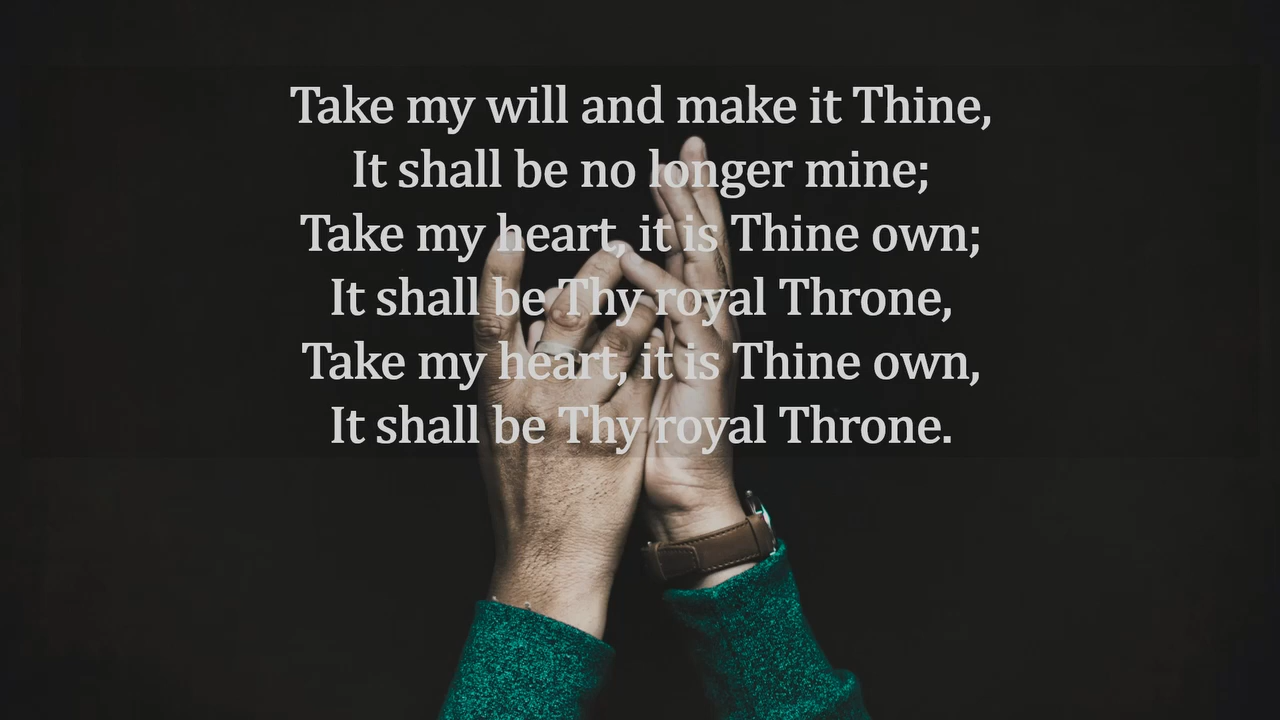 Take my will and make it Thine,
It shall be no longer mine;
Take my heart, it is Thine own;
It shall be Thy royal Throne,
Take my heart, it is Thine own,
It shall be Thy royal Throne.